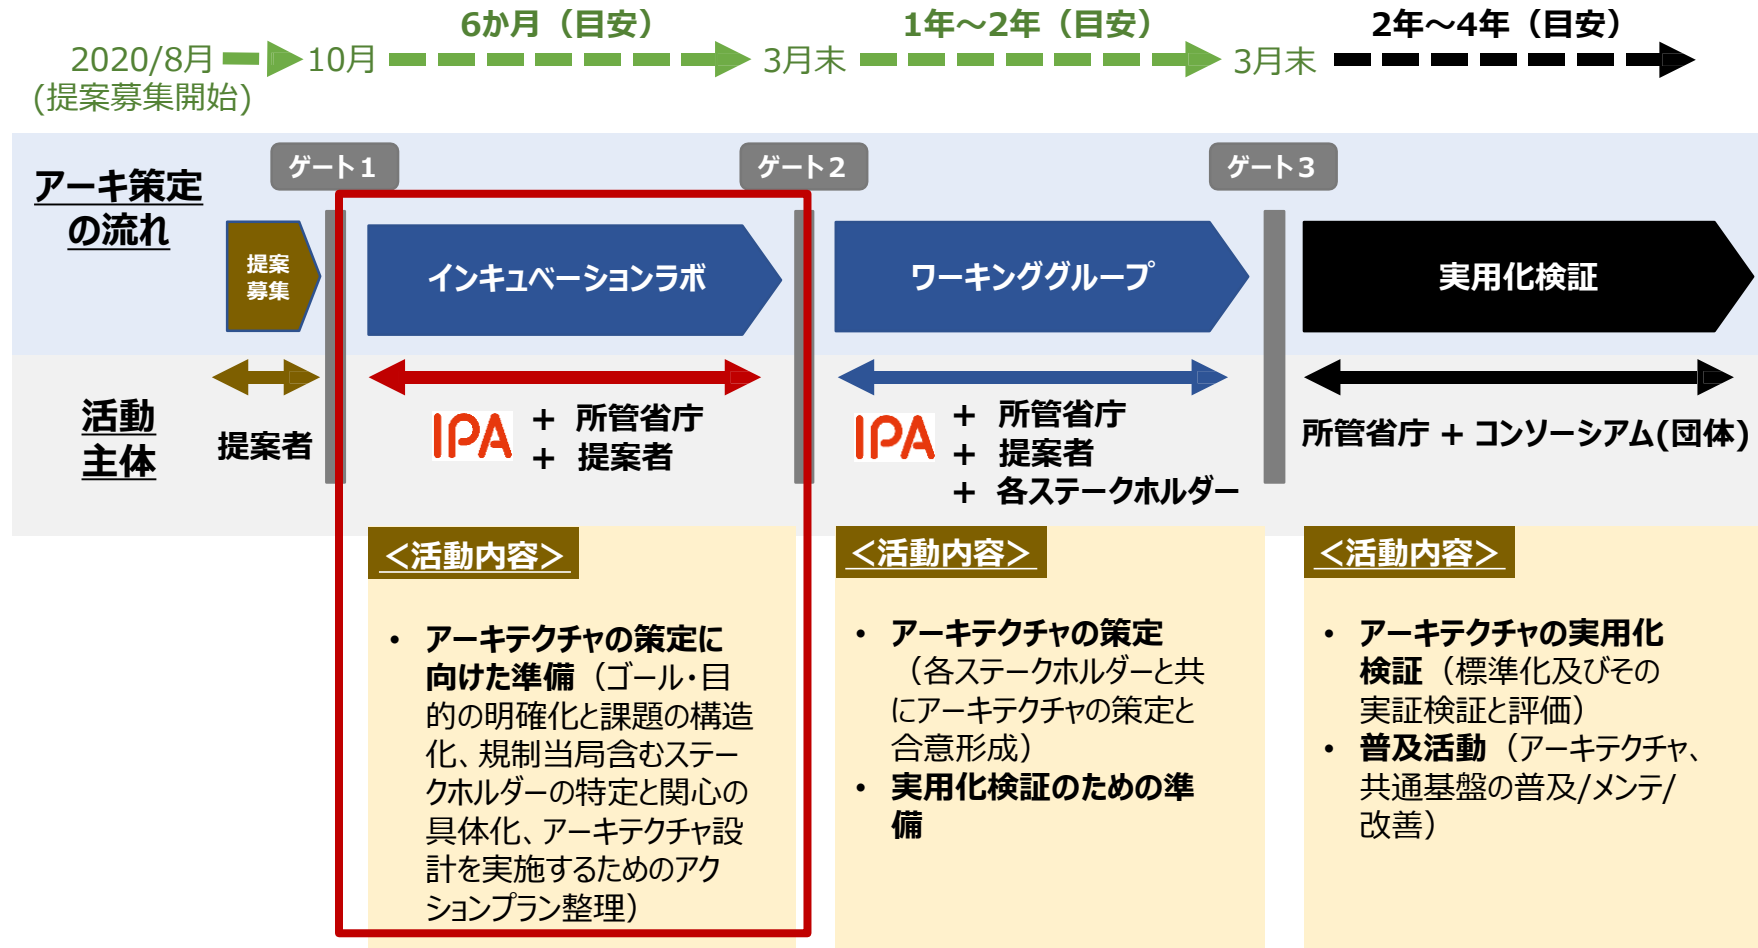 6か月（目安）
1年～2年（目安）
2年～4年（目安）
2020/8月
10月
3月末
3月末
(提案募集開始)
ゲート1
ゲート2
ゲート3
アーキ策定
の流れ
提案
募集
インキュベーションラボ
ワーキンググループ
実用化検証
活動
主体
提案者
IPA
+ 所管省庁
+ 提案者
IPA
+ 所管省庁
+ 提案者
+ 各ステークホルダー
所管省庁 + コンソーシアム(団体)
＜活動内容＞
• アーキテクチャの策定に
向けた準備（ゴール・目
的の明確化と課題の構造
化、規制当局含むステー
クホルダーの特定と関心の
具体化、アーキテクチャ設
計を実施するためのアク
ションプラン整理）
＜活動内容＞
• アーキテクチャの策定
（各ステークホルダーと共
にアーキテクチャの策定と
合意形成）
• 実用化検証のための準
備
＜活動内容＞
• アーキテクチャの実用化
検証（標準化及びその
実証検証と評価）
• 普及活動（アーキテクチャ、
共通基盤の普及/メンテ/
改善）